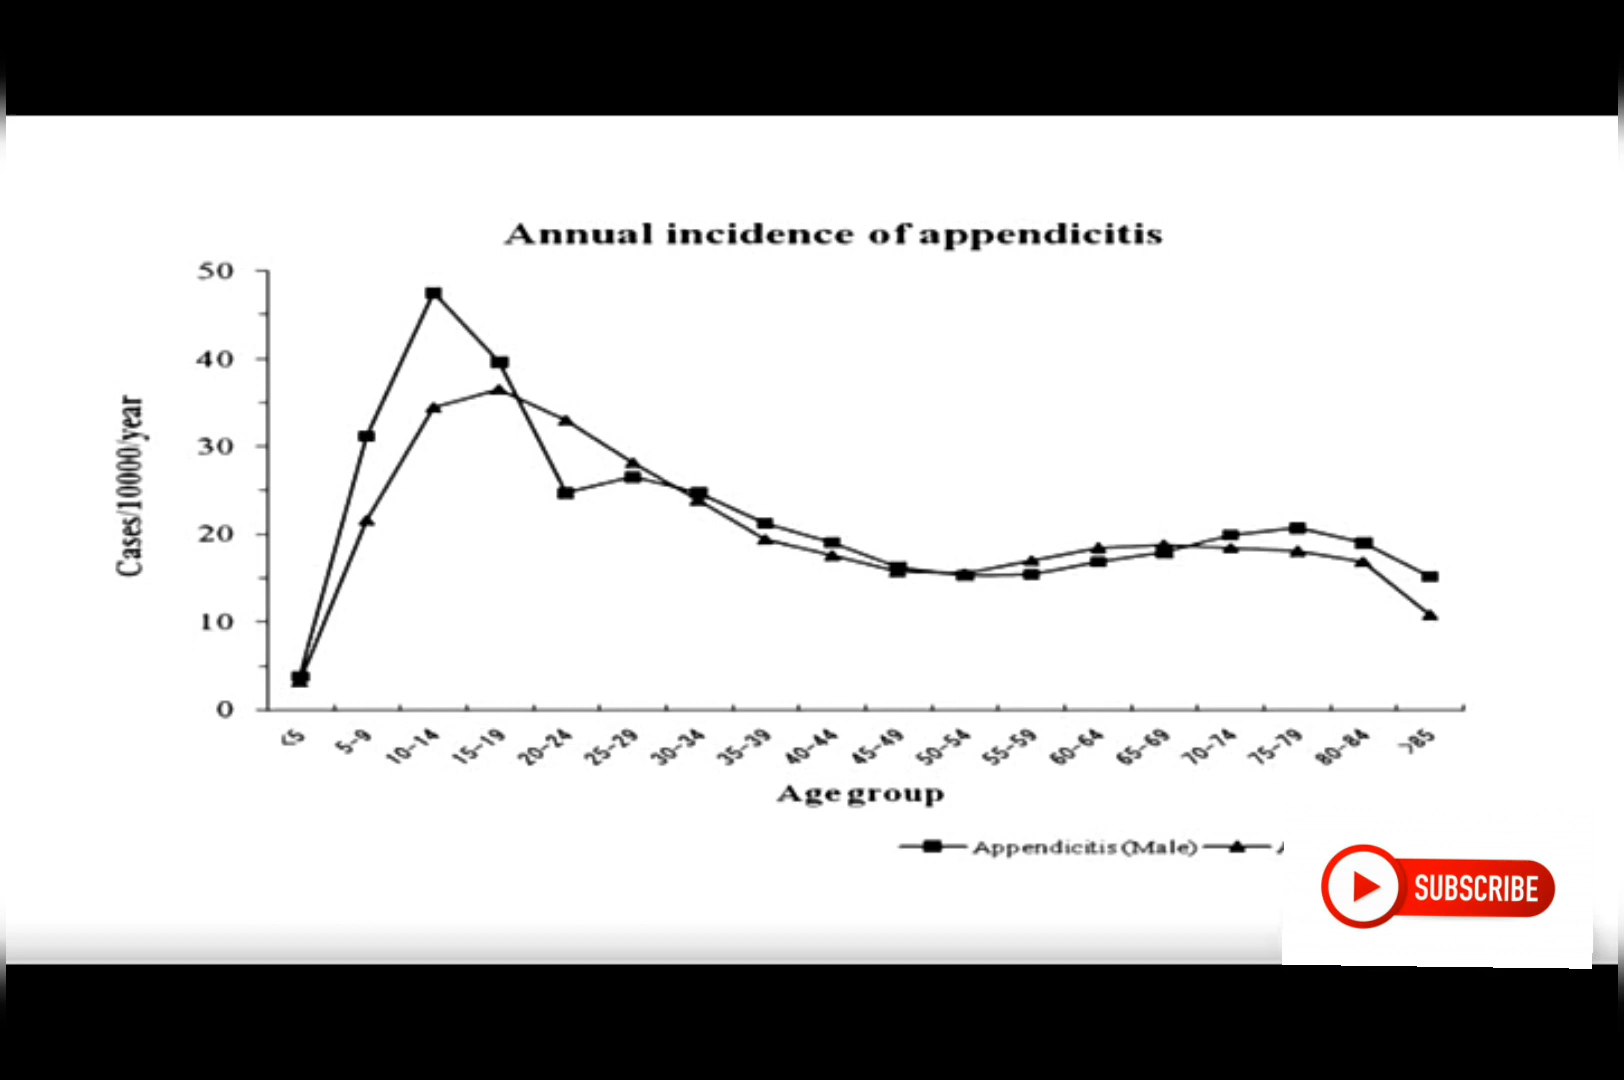 Annual incidence of appendicitis
50
40
30
20
10
0
Cases/10000/year
<5 5-9 10-14 15-19 20-24 25-29 30-34 35-39 40-44 45-49 50-54 55-59 60-64 65-69 70-74 75-79 80-84 >85
Age group
Appendicitis (Male)
SUBSCRIBE